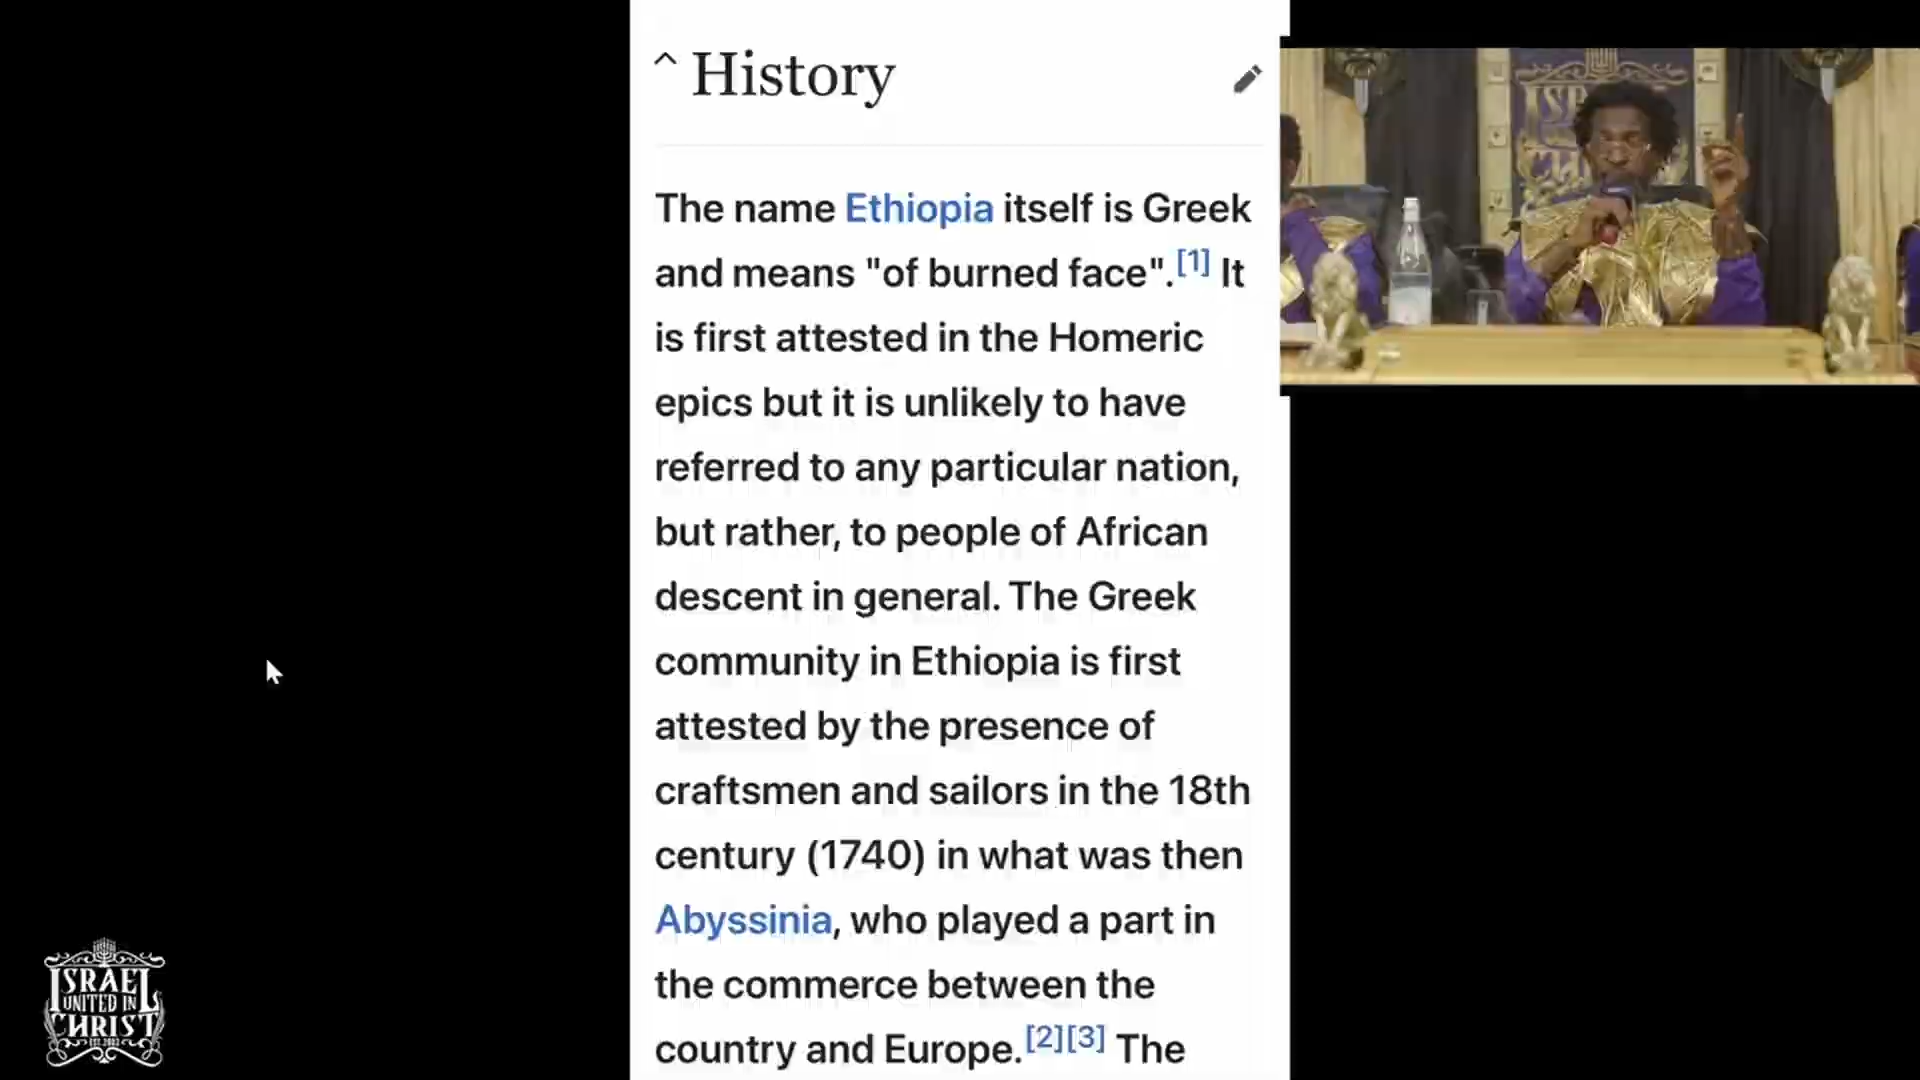 History
The name Ethiopia itself is Greek
and means "of burned face".[1] It
is first attested in the Homeric
epics but it is unlikely to have
referred to any particular nation,
but rather, to people of African
descent in general. The Greek
community in Ethiopia is first
attested by the presence of
craftsmen and sailors in the 18th
century (1740) in what was then
Abyssinia, who played a part in
the commerce between the
country and Europe.[2][3] The
ISRAEL
UNITED IN
CHRIST
EST. 2003